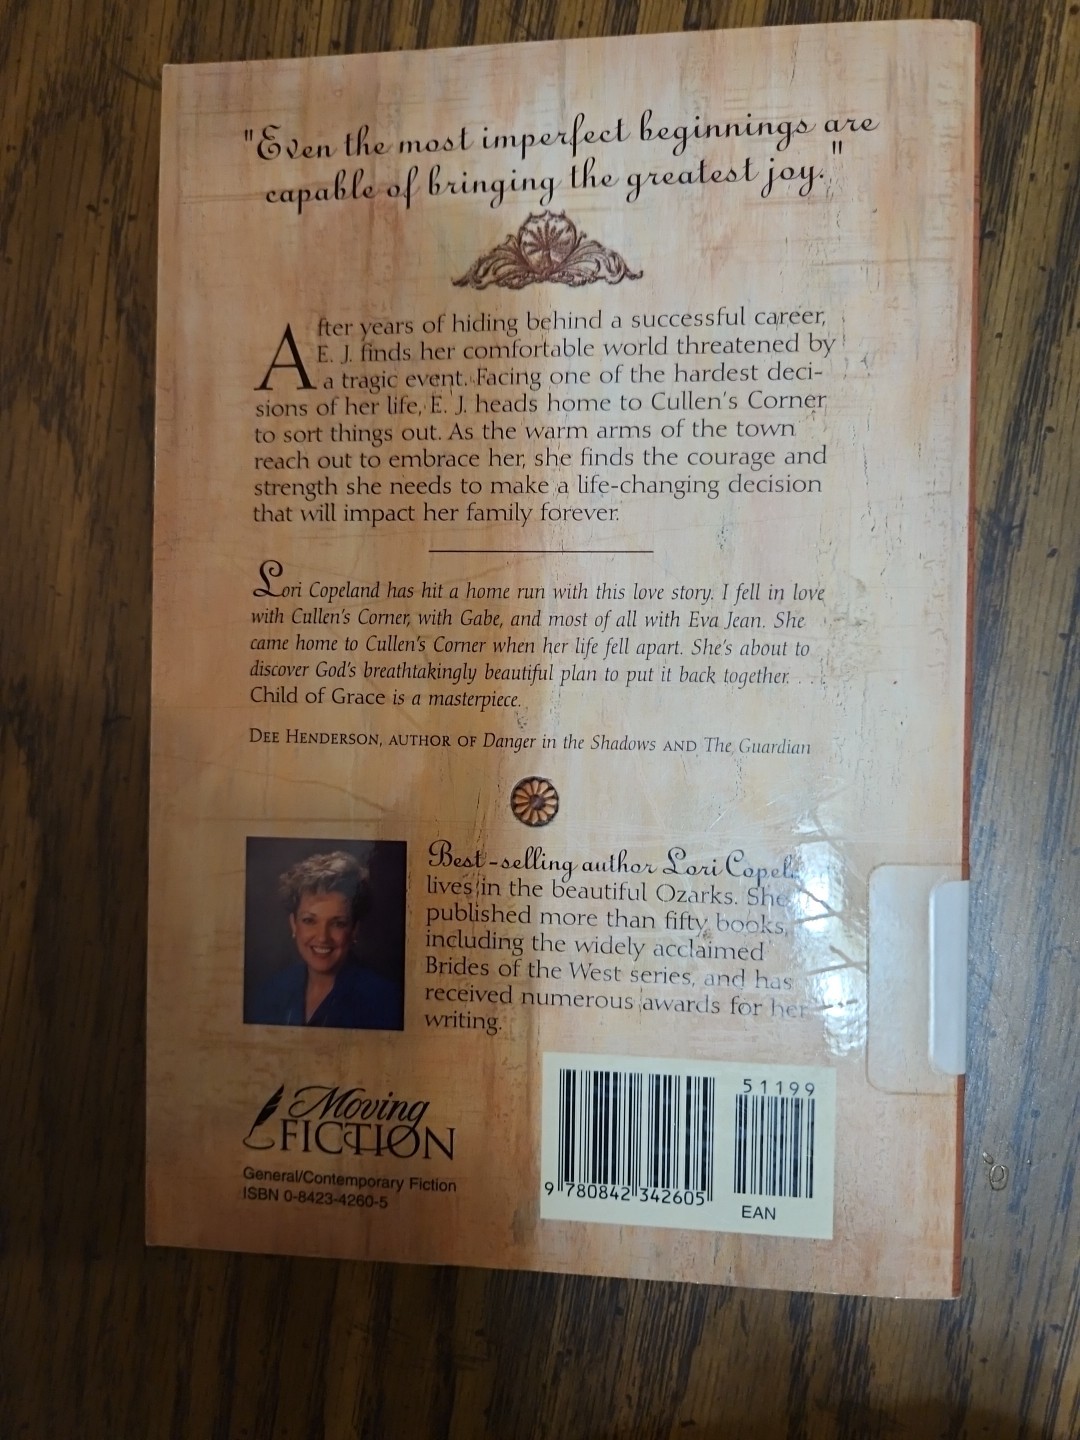 "Even the most imperfect beginnings are
capable of bringing the greatest joy."
After years of hiding behind a successful career,
E. J. finds her comfortable world threatened by
a tragic event. Facing one of the hardest deci-
sions of her life, E. J. heads home to Cullen's Corner
to sort things out. As the warm arms of the town
reach out to embrace her, she finds the courage and
strength she needs to make a life-changing decision
that will impact her family forever.
Lori Copeland has hit a home run with this love story. I fell in love
with Cullen's Corner, with Gabe, and most of all with Eva Jean. She
came home to Cullen's Corner when her life fell apart. She's about to
discover God's breathtakingly beautiful plan to put it back together. . . .
Child of Grace is a masterpiece.
DEE HENDERSON, AUTHOR OF Danger in the Shadows AND The Guardian
Best-selling author Lori Copel
lives in the beautiful Ozarks. She
published more than fifty books,
including the widely acclaimed
Brides of the West series, and has
received numerous awards for her
writing.
Moving
FICTION
General/Contemporary Fiction
ISBN 0-8423-4260-5
51199
9 780842 342605
EAN